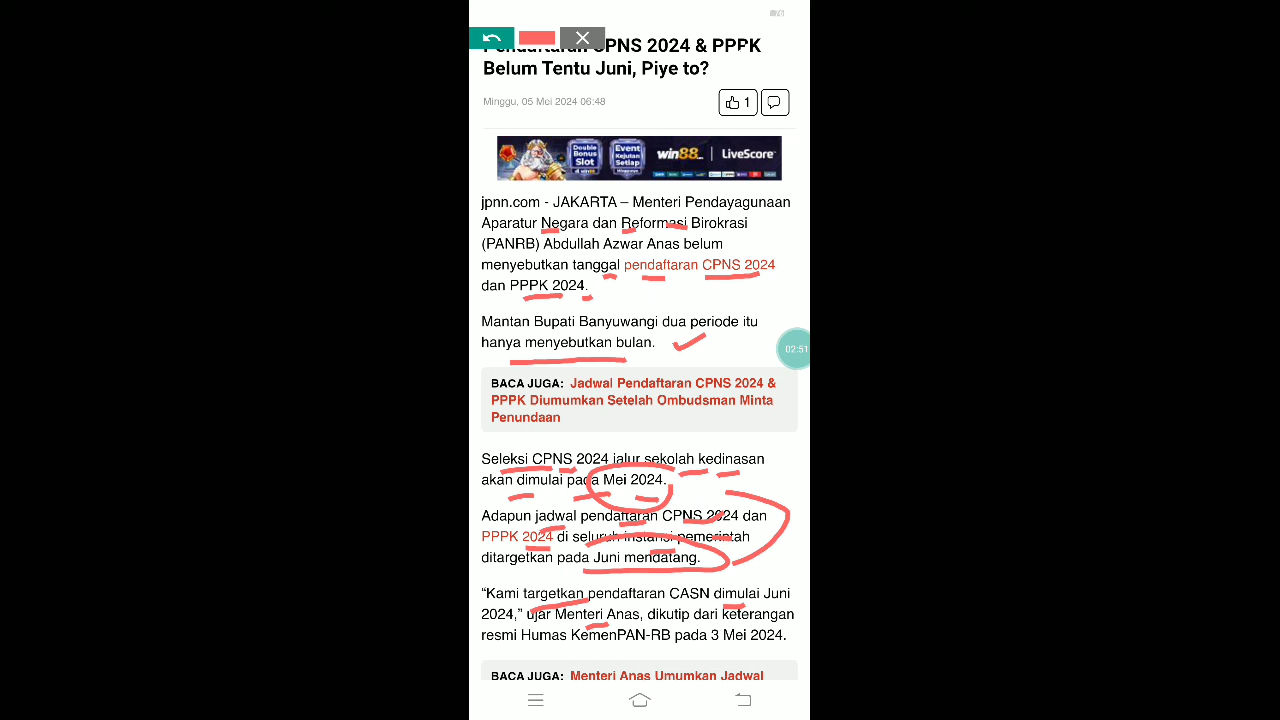 Pendaftaran CPNS 2024 & PPPK
Belum Tentu Juni, Piye to?
Minggu, 05 Mei 2024 06:48
1
Double Bonus Slot
Event Kejutan Setiap
win88
LiveScore
jpnn.com - JAKARTA – Menteri Pendayagunaan
Aparatur Negara dan Reformasi Birokrasi
(PANRB) Abdullah Azwar Anas belum
menyebutkan tanggal pendaftaran CPNS 2024
dan PPPK 2024.
Mantan Bupati Banyuwangi dua periode itu
hanya menyebutkan bulan.
02:51
BACA JUGA: Jadwal Pendaftaran CPNS 2024 &
PPPK Diumumkan Setelah Ombudsman Minta
Penundaan
Seleksi CPNS 2024 jalur sekolah kedinasan
akan dimulai pada Mei 2024.
Adapun jadwal pendaftaran CPNS 2024 dan
PPPK 2024 di seluruh instansi pemerintah
ditargetkan pada Juni mendatang.
“Kami targetkan pendaftaran CASN dimulai Juni
2024,” ujar Menteri Anas, dikutip dari keterangan
resmi Humas KemenPAN-RB pada 3 Mei 2024.
BACA JUGA: Menteri Anas Umumkan Jadwal